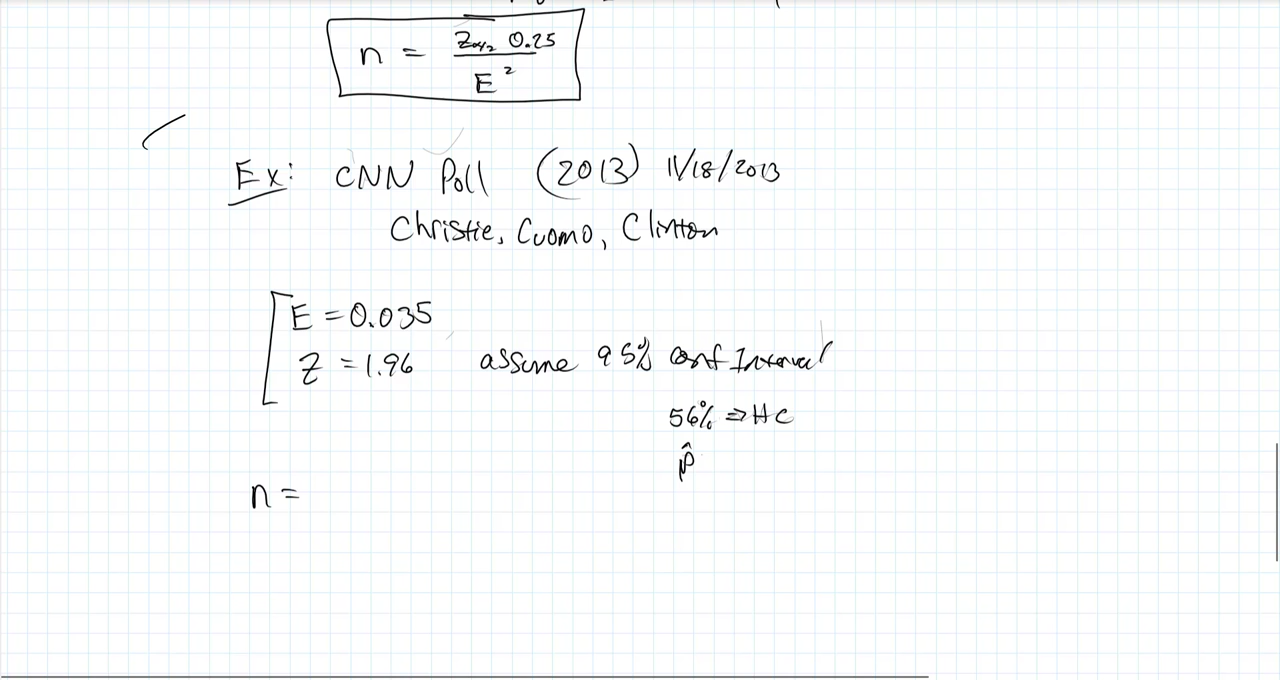 n = Zα/2 0.25 / E²
Ex: CNN Poll (2013) 11/18/2013
Christie, Cuomo, Clinton
E = 0.035
Z = 1.96 assume 95% conf Interval
56% ⇒ HC
p̂
n =